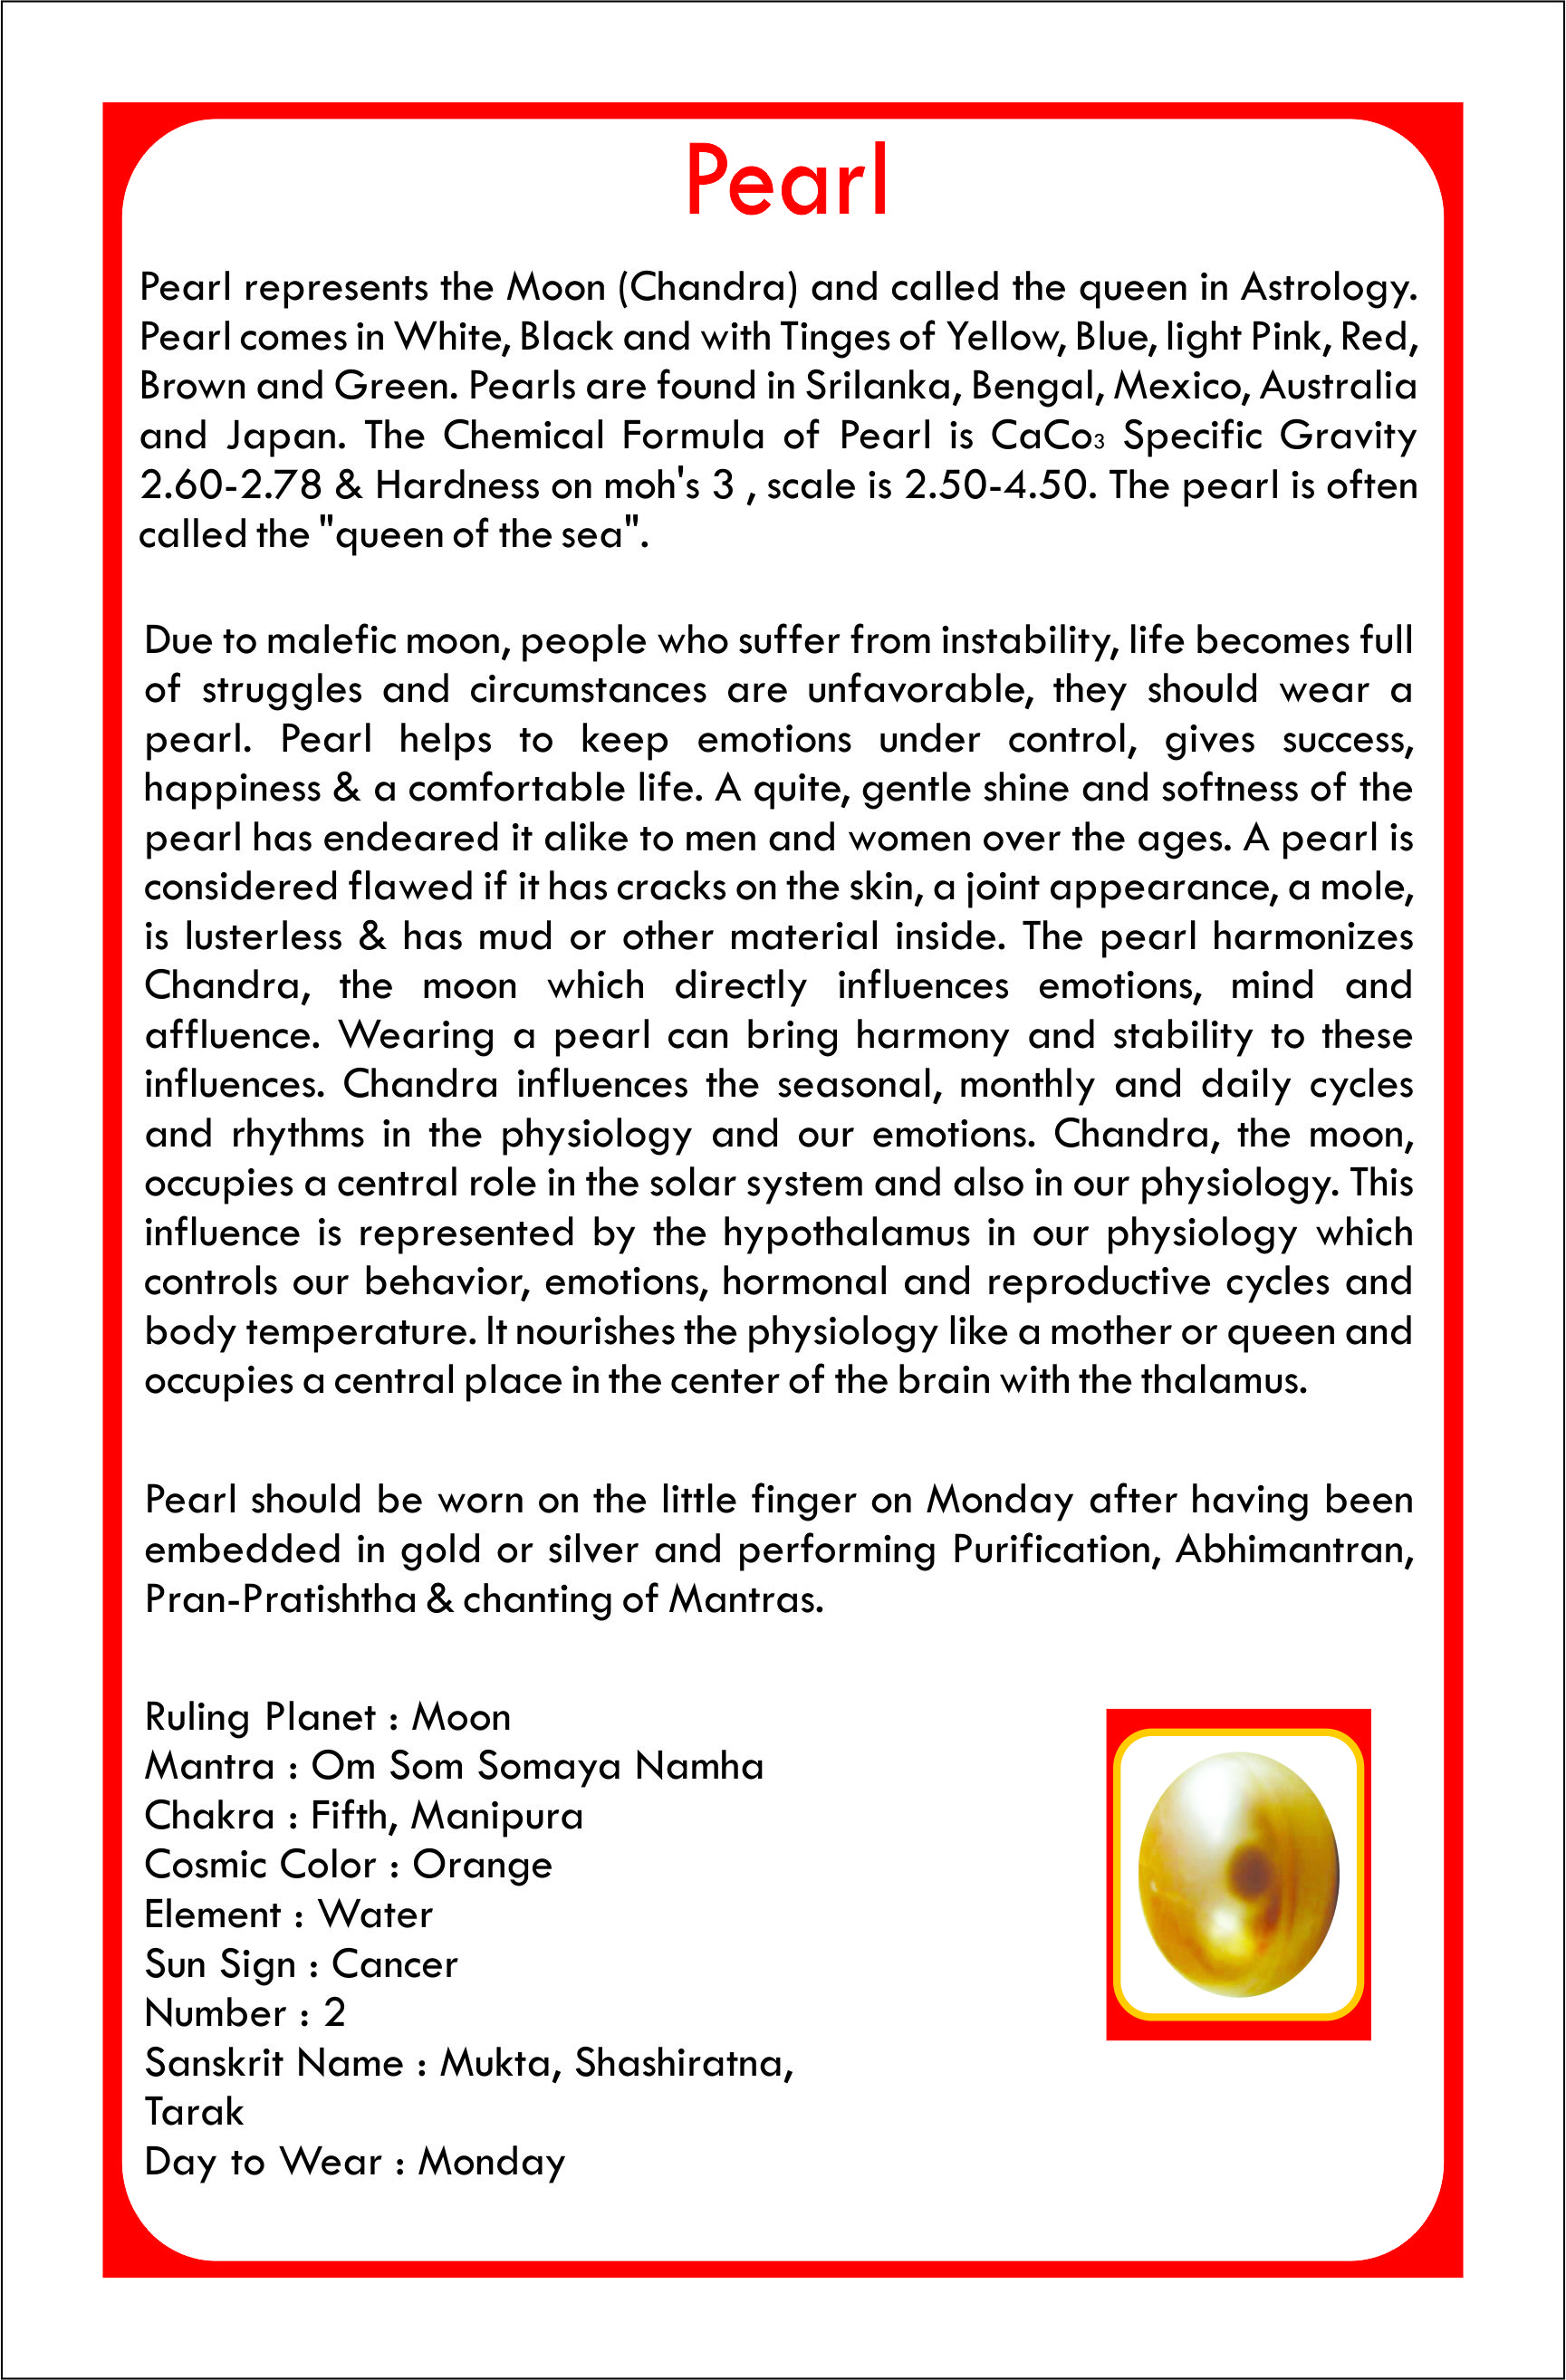 Pearl
Pearl represents the Moon (Chandra) and called the queen in Astrology.
Pearl comes in White, Black and with Tinges of Yellow, Blue, light Pink, Red,
Brown and Green. Pearls are found in Srilanka, Bengal, Mexico, Australia
and Japan. The Chemical Formula of Pearl is CaCo₃ Specific Gravity
2.60-2.78 & Hardness on moh's 3 , scale is 2.50-4.50. The pearl is often
called the "queen of the sea".
Due to malefic moon, people who suffer from instability, life becomes full
of struggles and circumstances are unfavorable, they should wear a
pearl. Pearl helps to keep emotions under control, gives success,
happiness & a comfortable life. A quite, gentle shine and softness of the
pearl has endeared it alike to men and women over the ages. A pearl is
considered flawed if it has cracks on the skin, a joint appearance, a mole,
is lusterless & has mud or other material inside. The pearl harmonizes
Chandra, the moon which directly influences emotions, mind and
affluence. Wearing a pearl can bring harmony and stability to these
influences. Chandra influences the seasonal, monthly and daily cycles
and rhythms in the physiology and our emotions. Chandra, the moon,
occupies a central role in the solar system and also in our physiology. This
influence is represented by the hypothalamus in our physiology which
controls our behavior, emotions, hormonal and reproductive cycles and
body temperature. It nourishes the physiology like a mother or queen and
occupies a central place in the center of the brain with the thalamus.
Pearl should be worn on the little finger on Monday after having been
embedded in gold or silver and performing Purification, Abhimantran,
Pran-Pratishtha & chanting of Mantras.
Ruling Planet : Moon
Mantra : Om Som Somaya Namha
Chakra : Fifth, Manipura
Cosmic Color : Orange
Element : Water
Sun Sign : Cancer
Number : 2
Sanskrit Name : Mukta, Shashiratna,
Tarak
Day to Wear : Monday